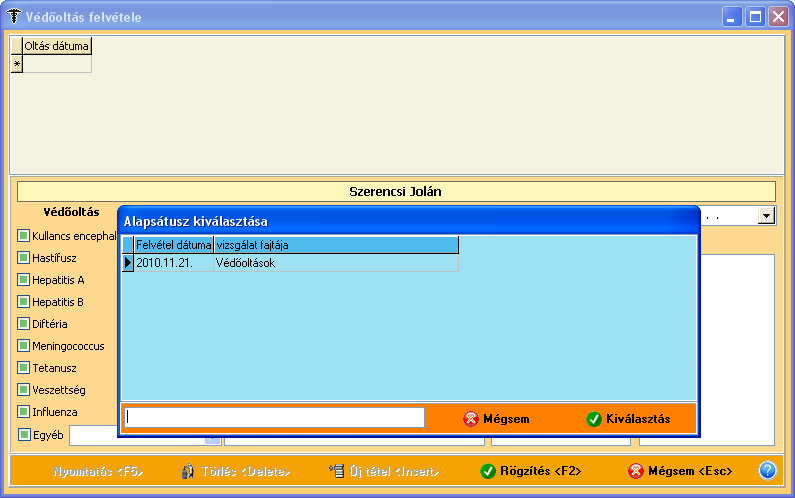 Védőoltás felvétele
Oltás dátuma
*
Szerencsi Jolán
Védőoltás
Alapsátusz kiválasztása
Kullancs encephal
. .
Felvétel dátuma vizsgálat fajtája
2010.11.21. Védőoltások
Hastífusz
Hepatitis A
Hepatitis B
Diftéria
Meningococcus
Tetanusz
Veszettség
Influenza
Mégsem Kiválasztás
Egyéb
Nyomtatás <F5> Törlés <Delete> Új tétel <Insert> Rögzítés <F2> Mégsem <Esc> ?